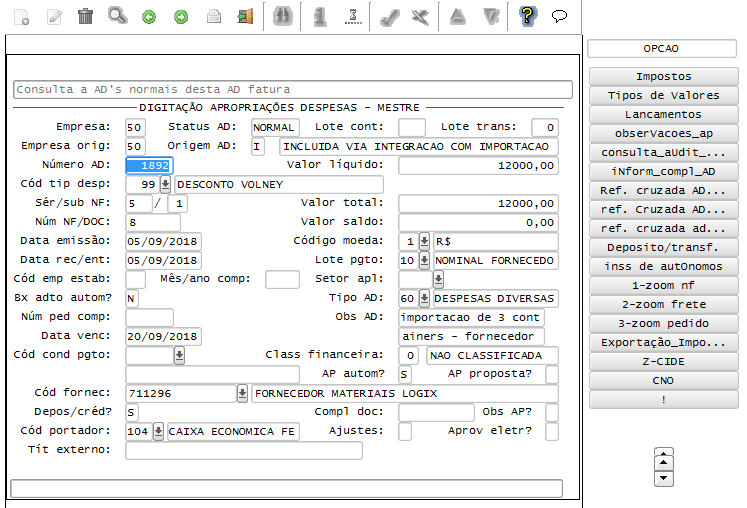 Consulta a AD's normais desta AD fatura
DIGITAÇÃO APROPRIAÇÕES DESPESAS - MESTRE
Empresa: 50 Status AD: NORMAL Lote cont: Lote trans: 0
Empresa orig: 50 Origem AD: I INCLUIDA VIA INTEGRACAO COM IMPORTACAO
Número AD: 1892 Valor líquido: 12000,00
Cód tip desp: 99 DESCONTO VOLNEY
Sér/sub NF: 5 / 1 Valor total: 12000,00
Núm NF/DOC: 8 Valor saldo: 0,00
Data emissão: 05/09/2018 Código moeda: 1 R$
Data rec/ent: 05/09/2018 Lote pgto: 10 NOMINAL FORNECEDO
Cód emp estab: Mês/ano comp: Setor apl:
Bx adto autom? N Tipo AD: 60 DESPESAS DIVERSAS
Núm ped comp: Obs AD: importacao de 3 cont
Data venc: 20/09/2018 ainers - fornecedor
Cód cond pgto: Class financeira: 0 NAO CLASSIFICADA
AP autom? S AP proposta?
Cód fornec: 711296 FORNECEDOR MATERIAIS LOGIX
Depos/créd? S Compl doc: Obs AP?
Cód portador: 104 CAIXA ECONOMICA FE Ajustes: Aprov eletr?
Tít externo:
OPCAO
Impostos
Tipos de Valores
Lancamentos
obserVacoes_ap
consulta_aUdit_...
iNform_compl_AD
Ref. cruzada AD...
ref. Cruzada AD...
ref. cruzada ad...
Deposito/transf.
inss de autOnomos
1-zoom nf
2-zoom frete
3-zoom pedido
Exportação_Impo...
Z-CIDE
CNO
!